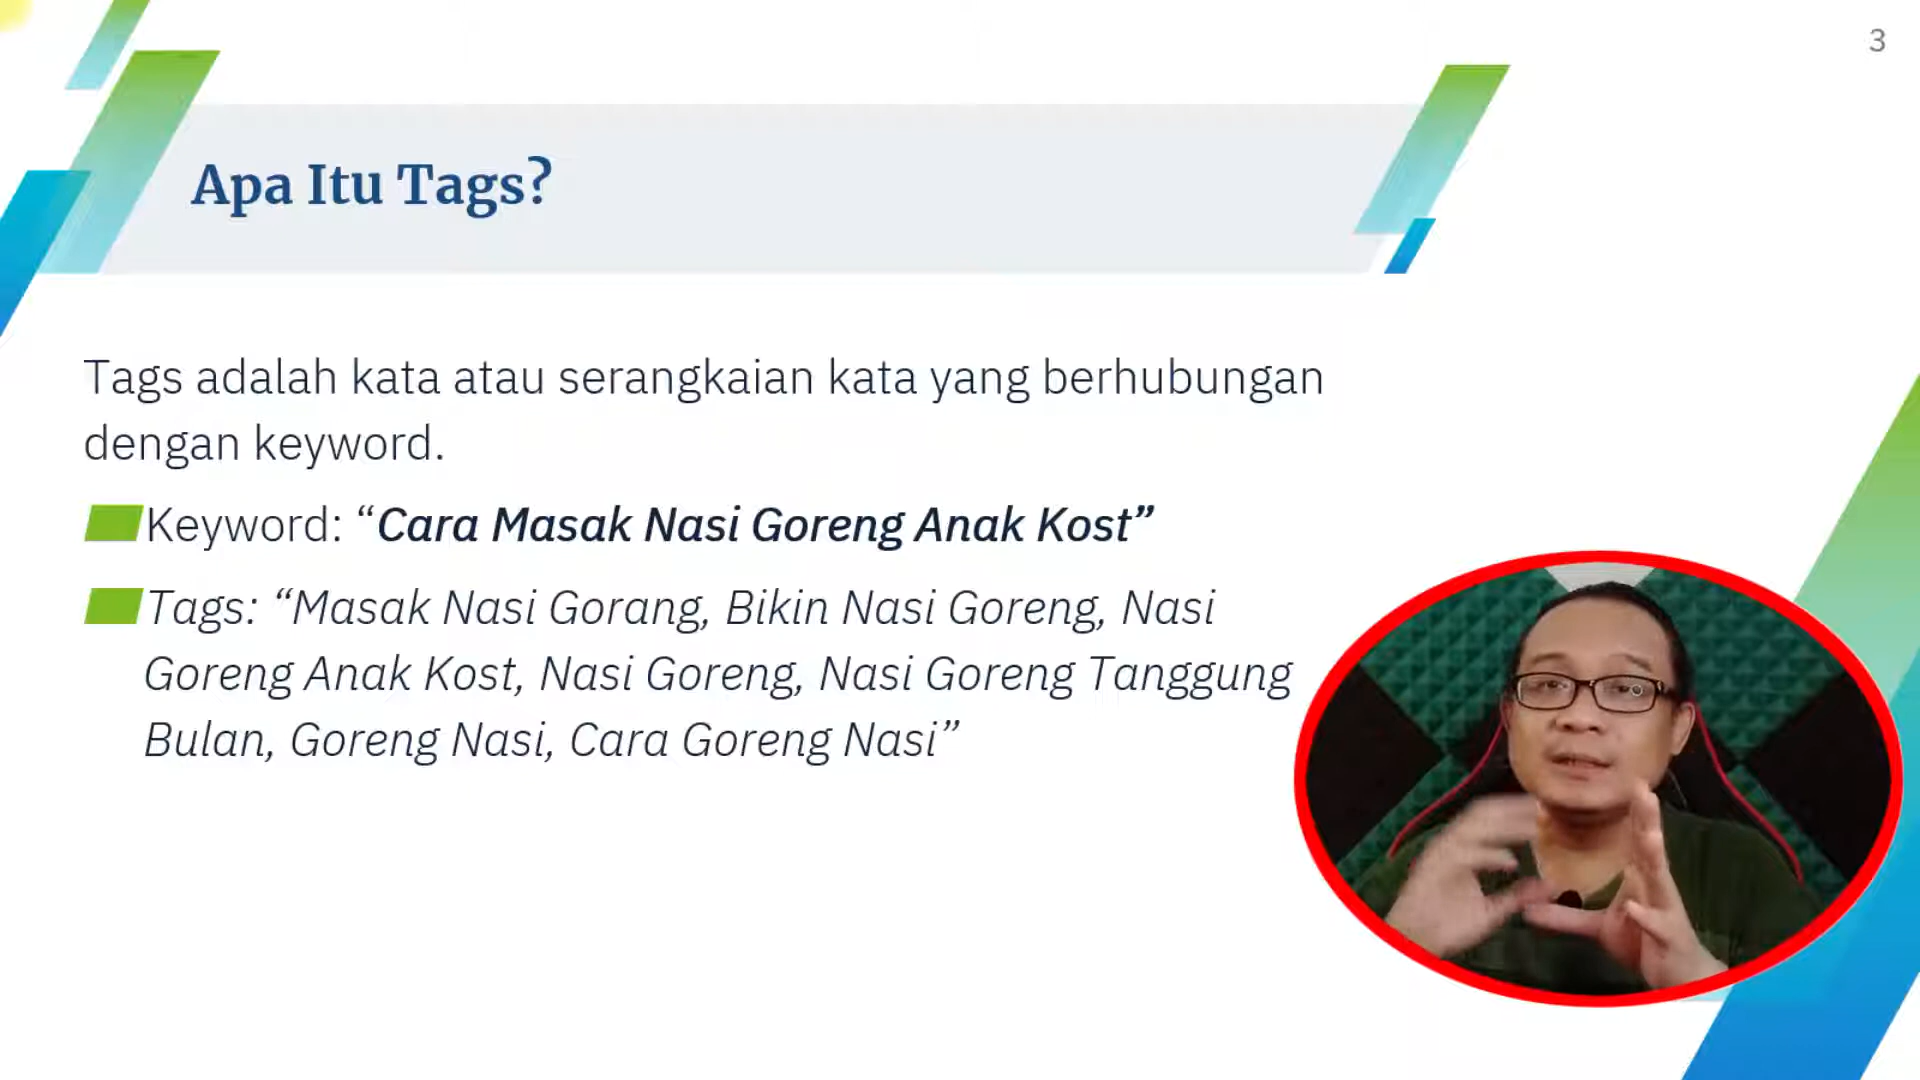 3
Apa Itu Tags?
Tags adalah kata atau serangkaian kata yang berhubungan
dengan keyword.
Keyword: “Cara Masak Nasi Goreng Anak Kost”
Tags: “Masak Nasi Gorang, Bikin Nasi Goreng, Nasi
Goreng Anak Kost, Nasi Goreng, Nasi Goreng Tanggung
Bulan, Goreng Nasi, Cara Goreng Nasi”